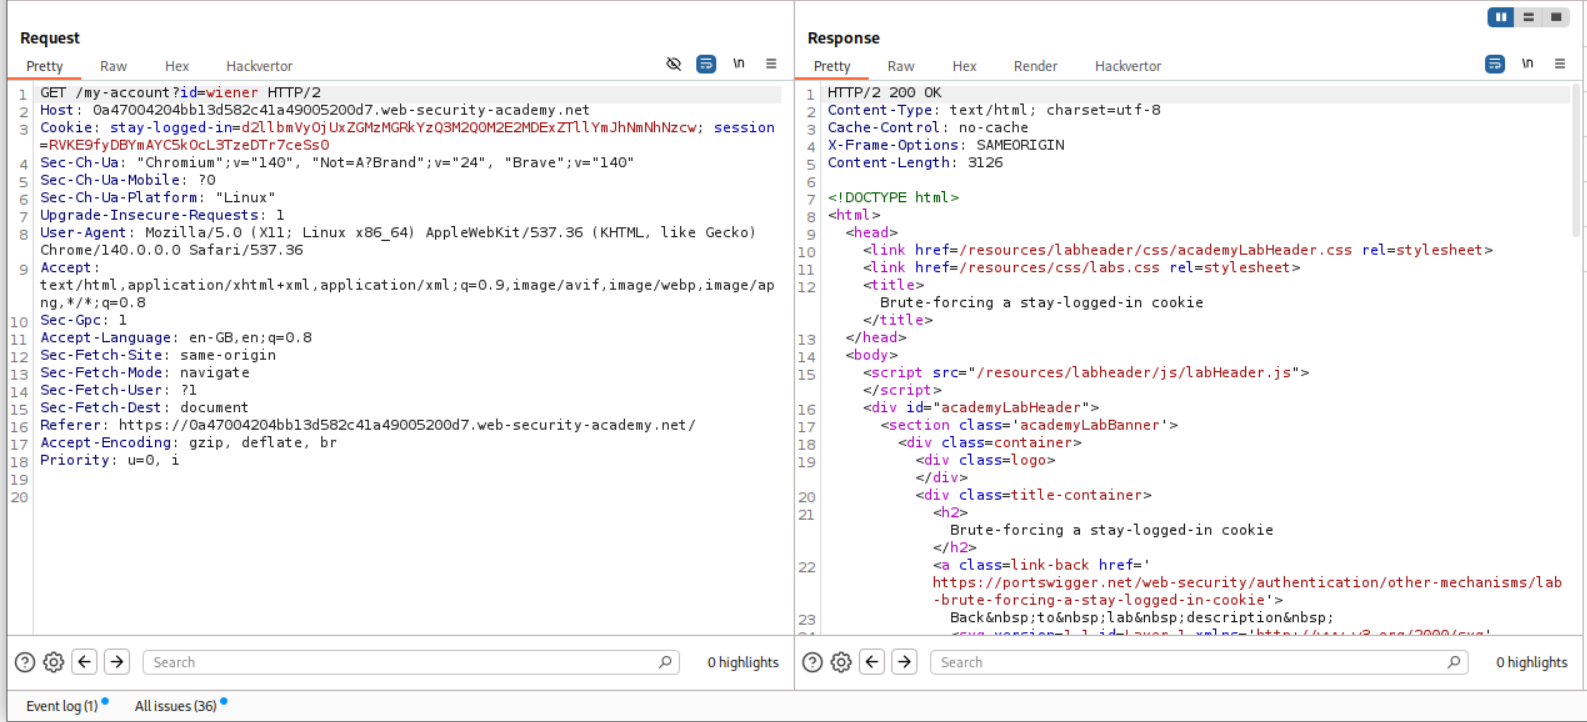 Request
Pretty Raw Hex Hackvertor \n
1 GET /my-account?id=wiener HTTP/2
2 Host: 0a47004204bb13d582c41a49005200d7.web-security-academy.net
3 Cookie: stay-logged-in=d2llbmVyOjUxZGMzMGRkYzQ3M2Q0M2E2MDExZTllYmJhNmNhNzcw; session
=RVKE9fyDBYmAYC5kOcL3TzeDTr7ceSs0
4 Sec-Ch-Ua: "Chromium";v="140", "Not=A?Brand";v="24", "Brave";v="140"
5 Sec-Ch-Ua-Mobile: ?0
6 Sec-Ch-Ua-Platform: "Linux"
7 Upgrade-Insecure-Requests: 1
8 User-Agent: Mozilla/5.0 (X11; Linux x86_64) AppleWebKit/537.36 (KHTML, like Gecko)
Chrome/140.0.0.0 Safari/537.36
9 Accept:
text/html,application/xhtml+xml,application/xml;q=0.9,image/avif,image/webp,image/ap
ng,*/*;q=0.8
10 Sec-Gpc: 1
11 Accept-Language: en-GB,en;q=0.8
12 Sec-Fetch-Site: same-origin
13 Sec-Fetch-Mode: navigate
14 Sec-Fetch-User: ?1
15 Sec-Fetch-Dest: document
16 Referer: https://0a47004204bb13d582c41a49005200d7.web-security-academy.net/
17 Accept-Encoding: gzip, deflate, br
18 Priority: u=0, i
19
20
Search 0 highlights
Response
Pretty Raw Hex Render Hackvertor \n
1 HTTP/2 200 OK
2 Content-Type: text/html; charset=utf-8
3 Cache-Control: no-cache
4 X-Frame-Options: SAMEORIGIN
5 Content-Length: 3126
6
7 <!DOCTYPE html>
8 <html>
9 <head>
10 <link href=/resources/labheader/css/academyLabHeader.css rel=stylesheet>
11 <link href=/resources/css/labs.css rel=stylesheet>
12 <title>
Brute-forcing a stay-logged-in cookie
</title>
13 </head>
14 <body>
15 <script src="/resources/labheader/js/labHeader.js">
</script>
16 <div id="academyLabHeader">
17 <section class='academyLabBanner'>
18 <div class=container>
19 <div class=logo>
</div>
20 <div class=title-container>
21 <h2>
Brute-forcing a stay-logged-in cookie
</h2>
22 <a class=link-back href='
https://portswigger.net/web-security/authentication/other-mechanisms/lab
-brute-forcing-a-stay-logged-in-cookie'>
23 Back&nbsp;to&nbsp;lab&nbsp;description&nbsp;
Search 0 highlights
Event log (1) All issues (36)